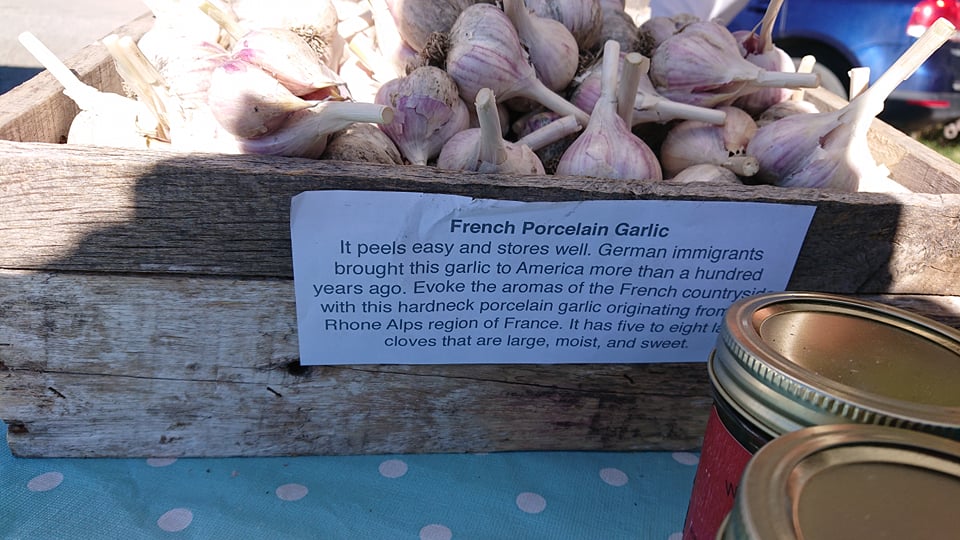 French Porcelain Garlic
It peels easy and stores well. German immigrants
brought this garlic to America more than a hundred
years ago. Evoke the aromas of the French countryside
with this hardneck porcelain garlic originating from
Rhone Alps region of France. It has five to eight
cloves that are large, moist, and sweet.